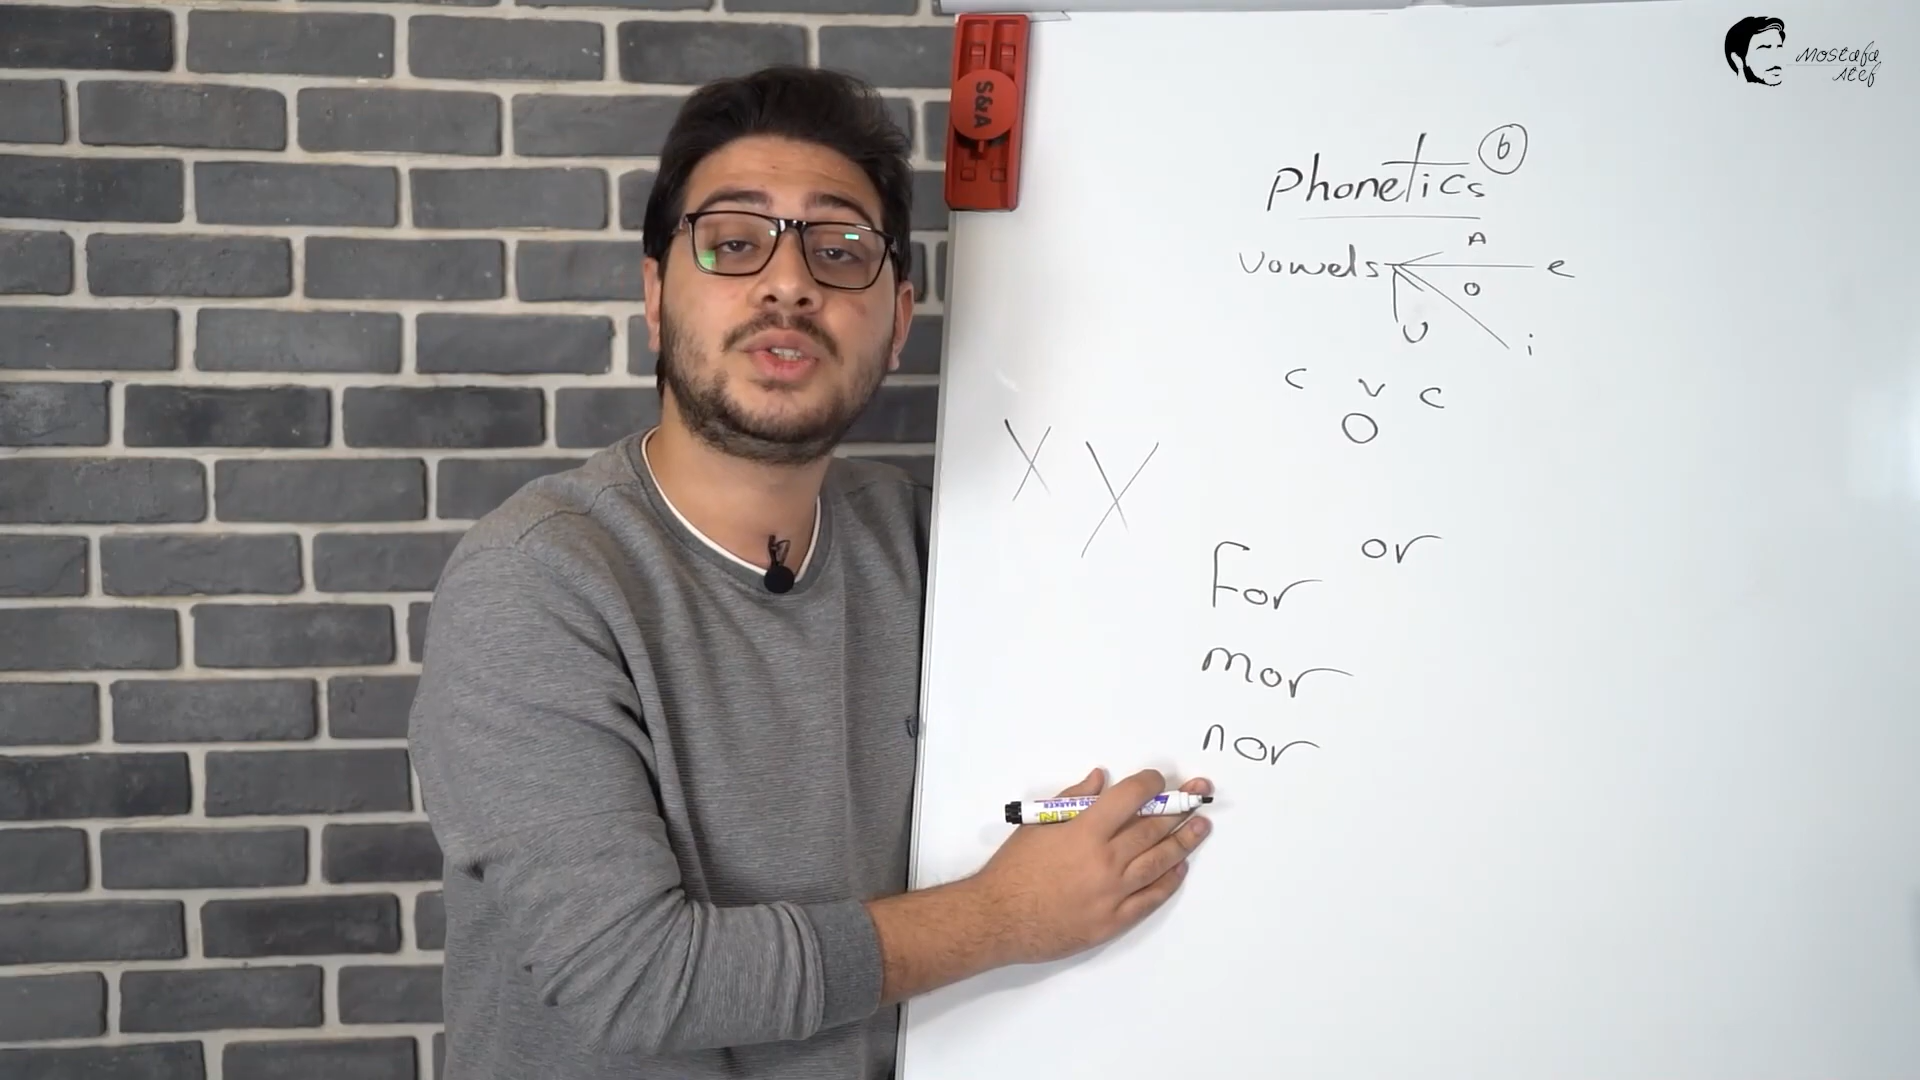 Mostafa
Atef
S&A
Phonetics 6
vowels A e
o
U i
C V C
O
X Y
or
For
mor
nor